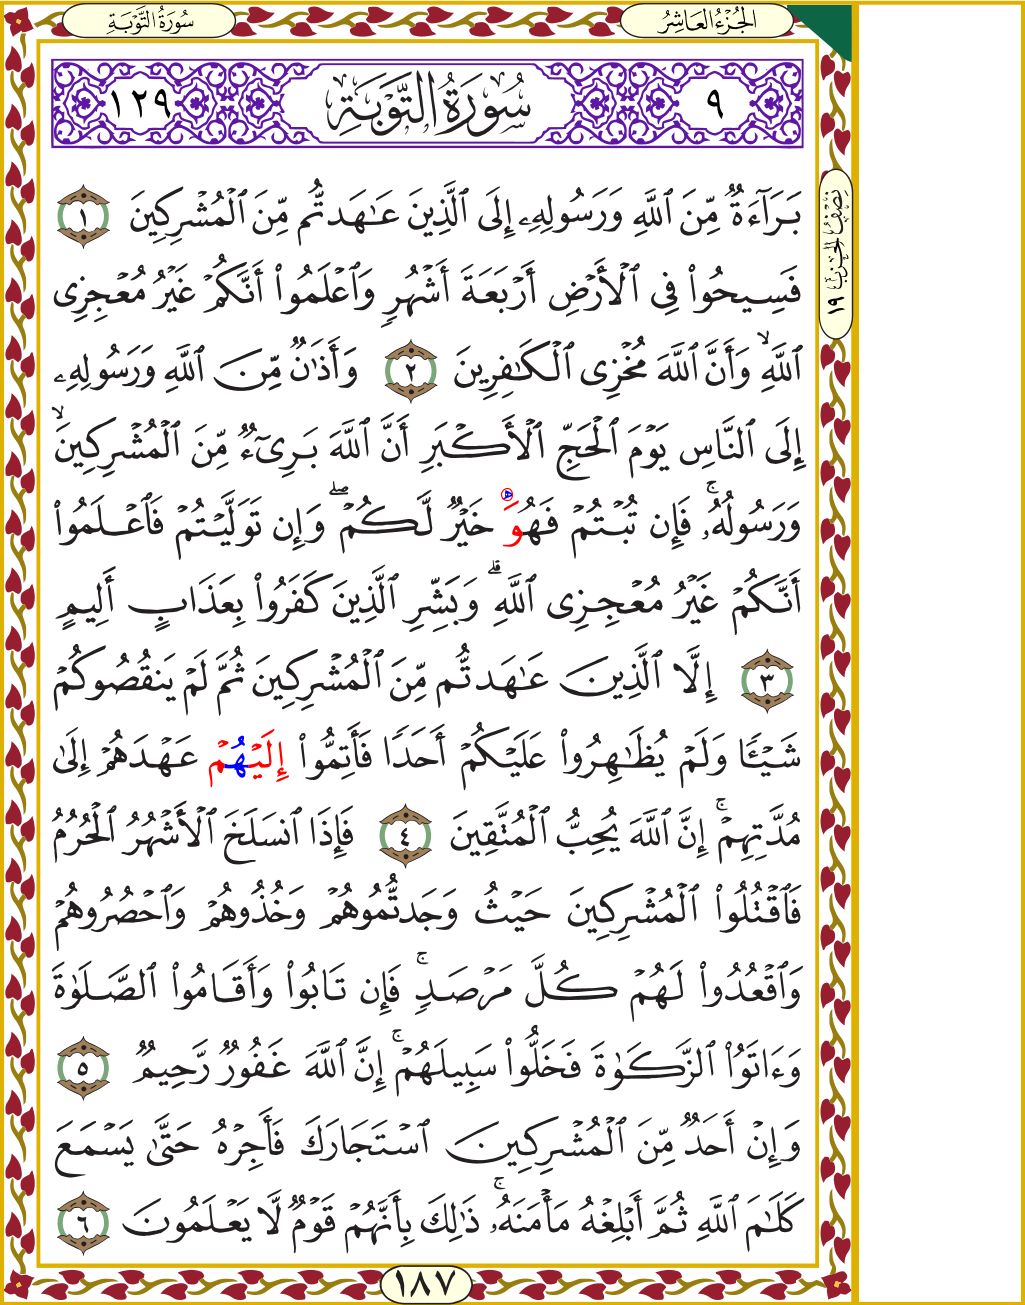 سُورَةُ التَّوْبَةِ
الجُزْءُ العَاشِرُ
١٢٩ سُورَةُ التَّوْبَةِ ٩
بَرَآءَةٌ مِّنَ ٱللَّهِ وَرَسُولِهِۦٓ إِلَى ٱلَّذِينَ عَٰهَدتُّم مِّنَ ٱلْمُشْرِكِينَ ١
فَسِيحُوا۟ فِى ٱلْأَرْضِ أَرْبَعَةَ أَشْهُرٍ وَٱعْلَمُوٓا۟ أَنَّكُمْ غَيْرُ مُعْجِزِى
ٱللَّهِ ۙ وَأَنَّ ٱللَّهَ مُخْزِى ٱلْكَٰفِرِينَ ٢ وَأَذَٰنٌ مِّنَ ٱللَّهِ وَرَسُولِهِۦٓ
إِلَى ٱلنَّاسِ يَوْمَ ٱلْحَجِّ ٱلْأَكْبَرِ أَنَّ ٱللَّهَ بَرِىٓءٌ مِّنَ ٱلْمُشْرِكِينَ ۙ
وَرَسُولُهُۥ ۚ فَإِن تُبْتُمْ فَهُوَ خَيْرٌ لَّكُمْ ۖ وَإِن تَوَلَّيْتُمْ فَٱعْلَمُوٓا۟
أَنَّكُمْ غَيْرُ مُعْجِزِى ٱللَّهِ ۗ وَبَشِّرِ ٱلَّذِينَ كَفَرُوا۟ بِعَذَابٍ أَلِيمٍ
٣ إِلَّا ٱلَّذِينَ عَٰهَدتُّم مِّنَ ٱلْمُشْرِكِينَ ثُمَّ لَمْ يَنقُصُوكُمْ
شَيْـًٔا وَلَمْ يُظَٰهِرُوا۟ عَلَيْكُمْ أَحَدًا فَأَتِمُّوٓا۟ إِلَيْهُمْ عَهْدَهُمْ إِلَىٰ
مُدَّتِهِمْ ۚ إِنَّ ٱللَّهَ يُحِبُّ ٱلْمُتَّقِينَ ٤ فَإِذَا ٱنسَلَخَ ٱلْأَشْهُرُ ٱلْحُرُمُ
فَٱقْتُلُوا۟ ٱلْمُشْرِكِينَ حَيْثُ وَجَدتُّمُوهُمْ وَخُذُوهُمْ وَٱحْصُرُوهُمْ
وَٱقْعُدُوا۟ لَهُمْ كُلَّ مَرْصَدٍ ۚ فَإِن تَابُوا۟ وَأَقَامُوا۟ ٱلصَّلَوٰةَ
وَءَاتَوُا۟ ٱلزَّكَوٰةَ فَخَلُّوا۟ سَبِيلَهُمْ ۚ إِنَّ ٱللَّهَ غَفُورٌ رَّحِيمٌ ٥
وَإِنْ أَحَدٌ مِّنَ ٱلْمُشْرِكِينَ ٱسْتَجَارَكَ فَأَجِرْهُ حَتَّىٰ يَسْمَعَ
كَلَٰمَ ٱللَّهِ ثُمَّ أَبْلِغْهُ مَأْمَنَهُۥ ۚ ذَٰلِكَ بِأَنَّهُمْ قَوْمٌ لَّا يَعْلَمُونَ ٦
نِصْفُ الحِزْبِ ١٩
١٨٧